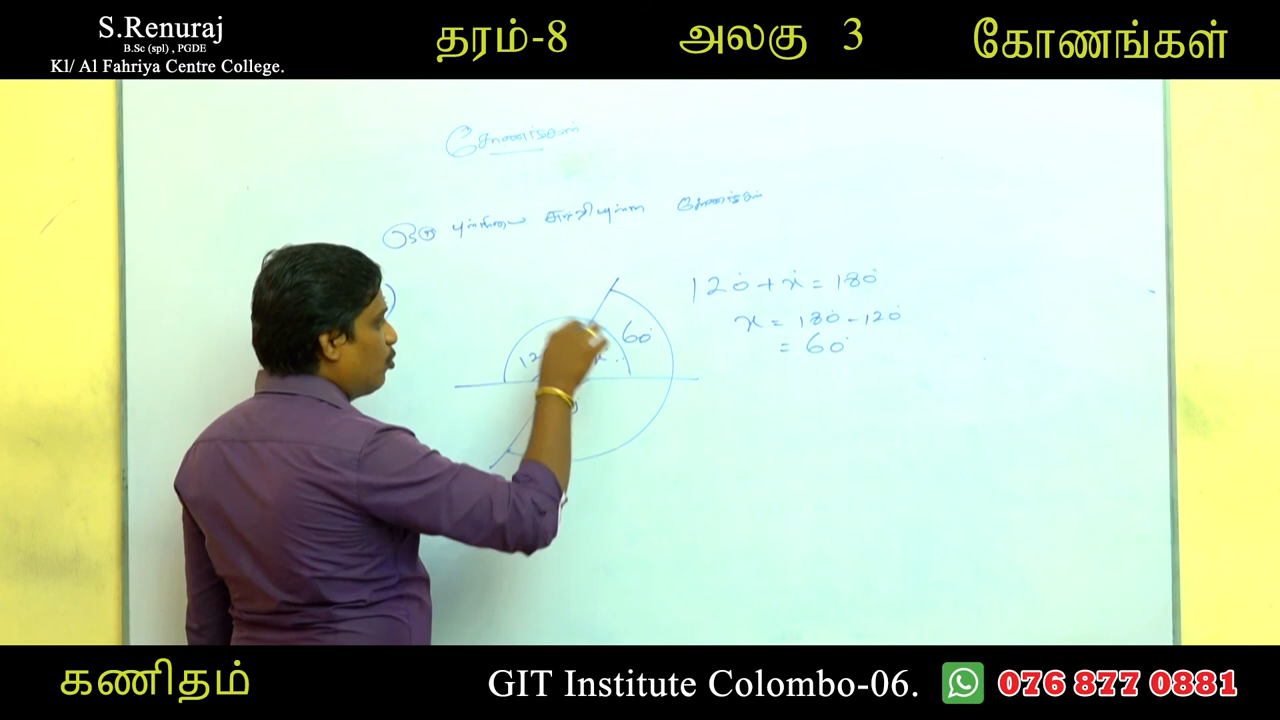 S.Renuraj
B.Sc (spl) , PGDE
Kl/ Al Fahriya Centre College.
தரம்-8 அலகு 3 கோணங்கள்
கோணங்கள்
ஒரு புள்ளியை சுற்றியுள்ள கோணங்கள்
120° + x° = 180°
x = 180° - 120°
= 60°
60°
x
கணிதம்
GIT Institute Colombo-06.
076 877 0881